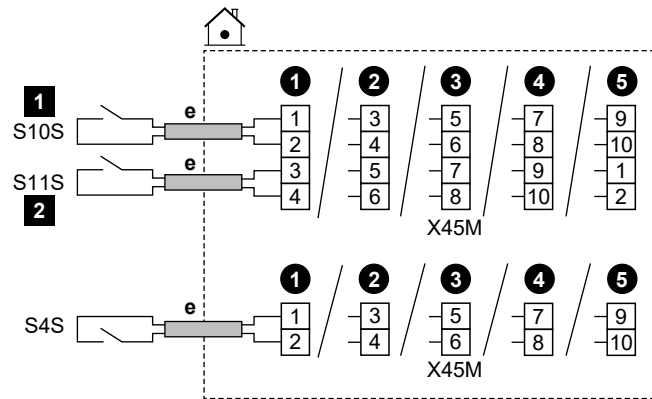 1 2 3 4 5
1 e
S10S 1 3 5 7 9
2 4 6 8 10
e
S11S 3 5 7 9 1
2 4 6 8 10 2
X45M
1 2 3 4 5
e
S4S 1 3 5 7 9
2 4 6 8 10
X45M